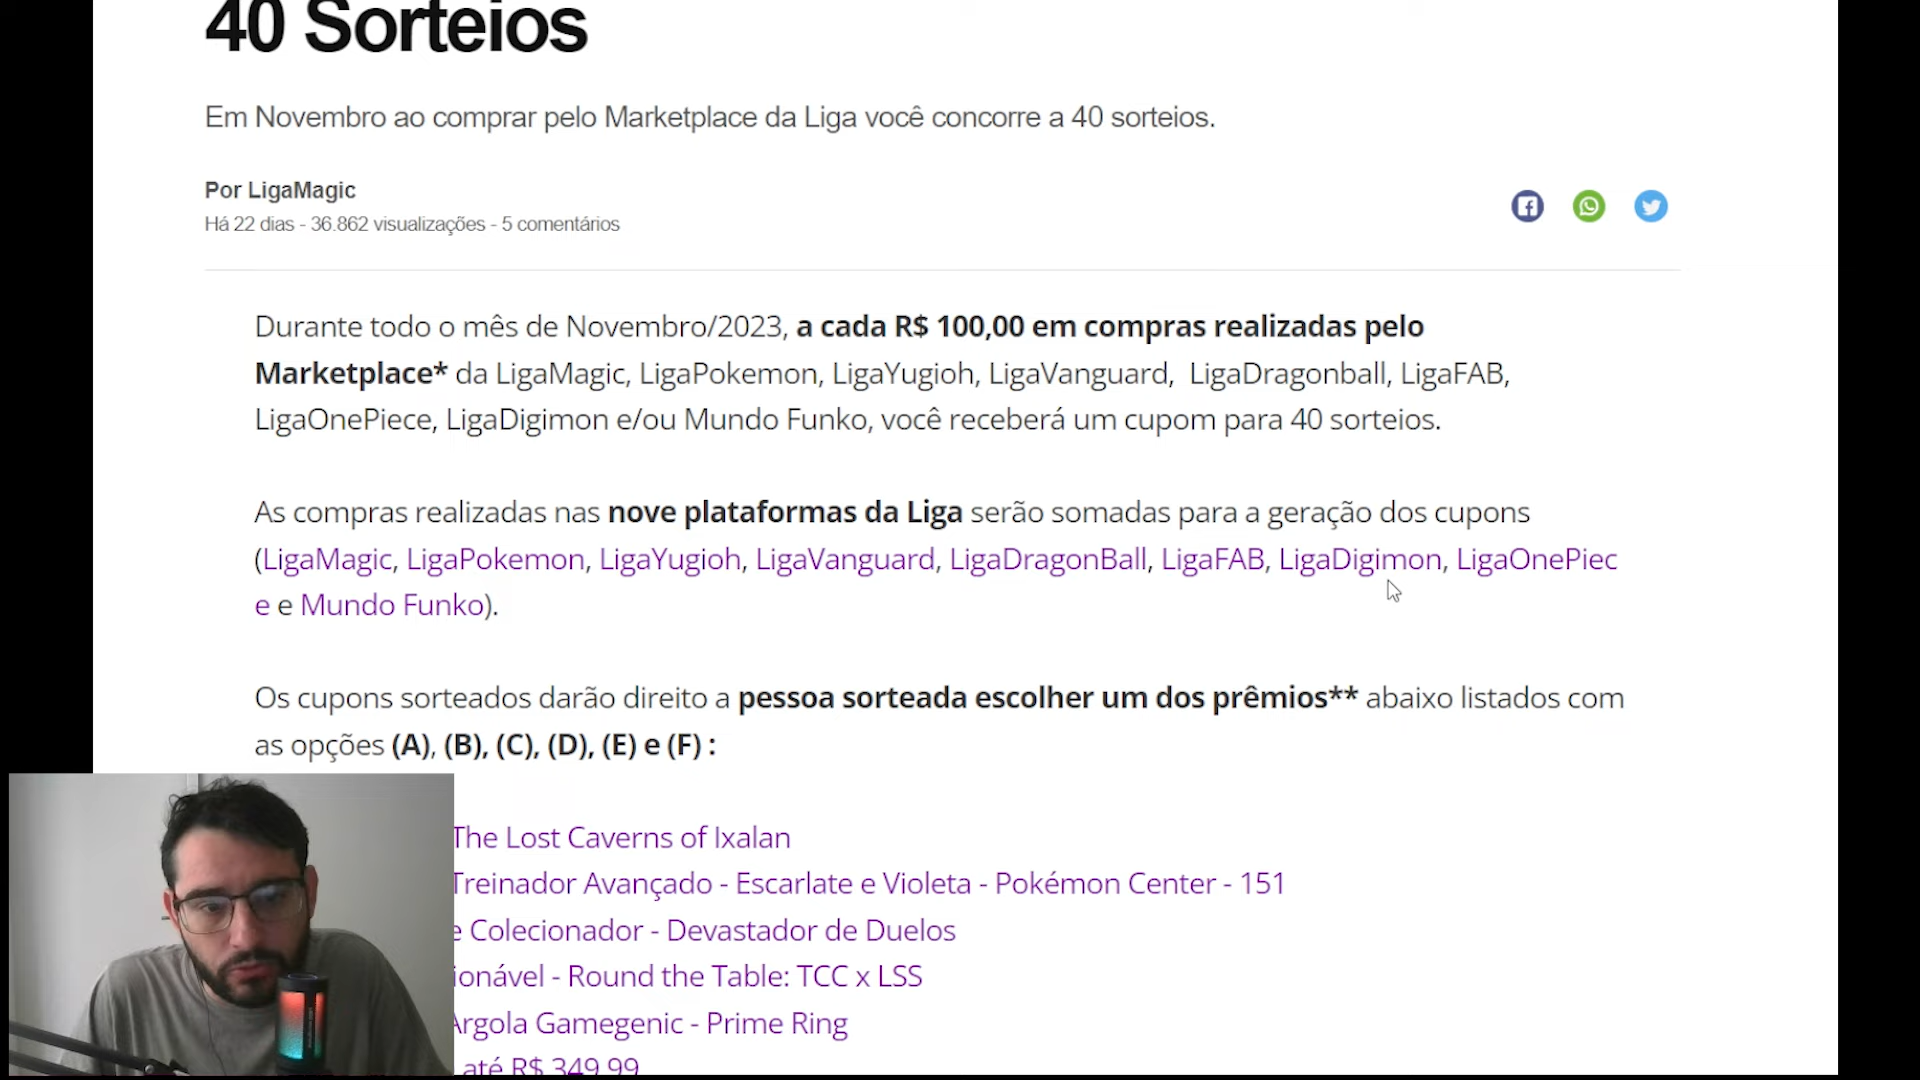 40 Sorteios
Em Novembro ao comprar pelo Marketplace da Liga você concorre a 40 sorteios.
Por LigaMagic
Há 22 dias - 36.862 visualizações - 5 comentários
Durante todo o mês de Novembro/2023, a cada R$ 100,00 em compras realizadas pelo
Marketplace* da LigaMagic, LigaPokemon, LigaYugioh, LigaVanguard, LigaDragonball, LigaFAB,
LigaOnePiece, LigaDigimon e/ou Mundo Funko, você receberá um cupom para 40 sorteios.
As compras realizadas nas nove plataformas da Liga serão somadas para a geração dos cupons
(LigaMagic, LigaPokemon, LigaYugioh, LigaVanguard, LigaDragonBall, LigaFAB, LigaDigimon, LigaOnePiec
e e Mundo Funko).
Os cupons sorteados darão direito a pessoa sorteada escolher um dos prêmios** abaixo listados com
as opções (A), (B), (C), (D), (E) e (F) :
The Lost Caverns of Ixalan
Treinador Avançado - Escarlate e Violeta - Pokémon Center - 151
e Colecionador - Devastador de Duelos
ionável - Round the Table: TCC x LSS
Argola Gamegenic - Prime Ring
até R$ 349,99